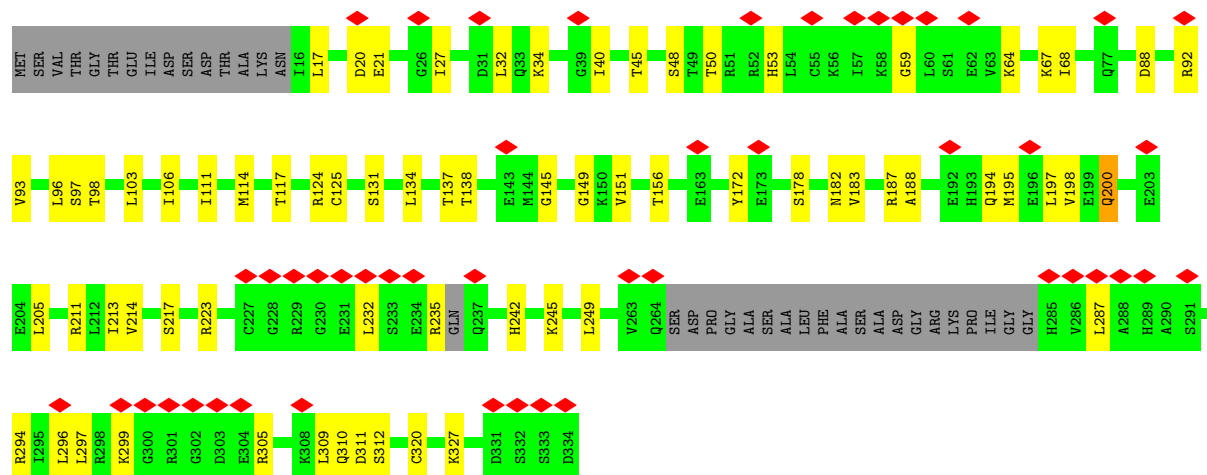 MET SER VAL THR GLY THR GLU ILE ASP SER ASP THR ALA LYS ASN I16 L17 D20 E21 G26 I27 D31 L32 Q33 K34 G39 I40 T45 S48 T49 T50 R51 R52 H53 L54 C55 K56 I57 K58 G59 L60 S61 E62 V63 K64 K67 I68 Q77 D88 R92
V93 L96 S97 T98 L103 I106 I111 M114 T117 R124 C125 S131 L134 T137 T138 E143 M144 G145 G149 K150 V151 T156 E163 Y172 E173 S178 N182 V183 R187 A188 E192 H193 Q194 M195 E196 L197 V198 E199 Q200 E203
E204 L205 R211 L212 I213 V214 S217 R223 C227 G228 R229 G230 E231 L232 S233 E234 R235 GLN Q237 H242 K245 L249 V263 Q264 SER ASP PRO GLY ALA SER ALA LEU PHE ALA SER ALA ASP GLY ARG LYS PRO ILE GLY GLY H285 V286 L287 A288 H289 A290 S291
R294 I295 L296 L297 R298 K299 G300 R301 G302 D303 E304 R305 K308 L309 Q310 D311 S312 C320 K327 D331 S332 S333 D334